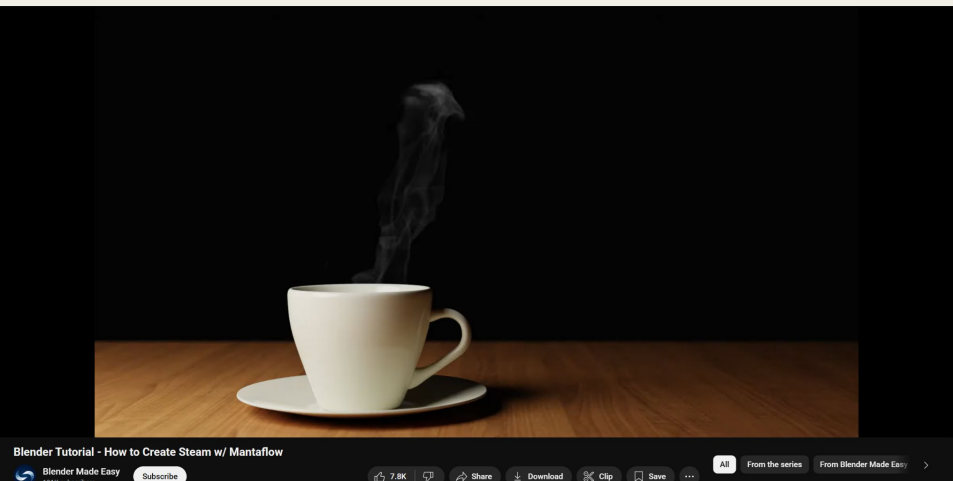 Blender Tutorial - How to Create Steam w/ Mantaflow
Blender Made Easy
Subscribe
7.8K
Share
Download
Clip
Save
All
From the series
From Blender Made Easy